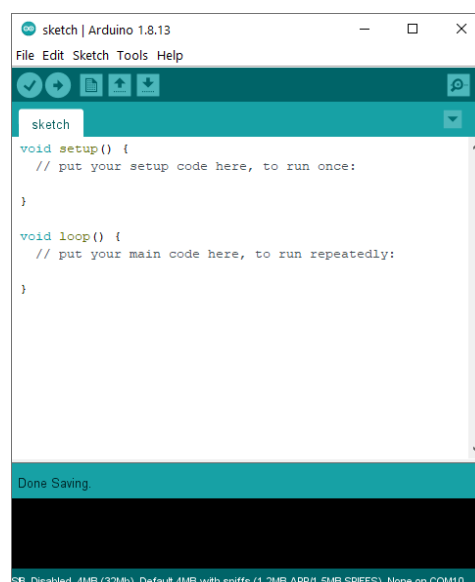 sketch | Arduino 1.8.13
File Edit Sketch Tools Help
sketch
void setup() {
  // put your setup code here, to run once:
}
void loop() {
  // put your main code here, to run repeatedly:
}
Done Saving.
Disabled, 4MB (32Mb), Default 4MB with spiffs (1.2MB APP/1.5MB SPIFFS), None on COM10